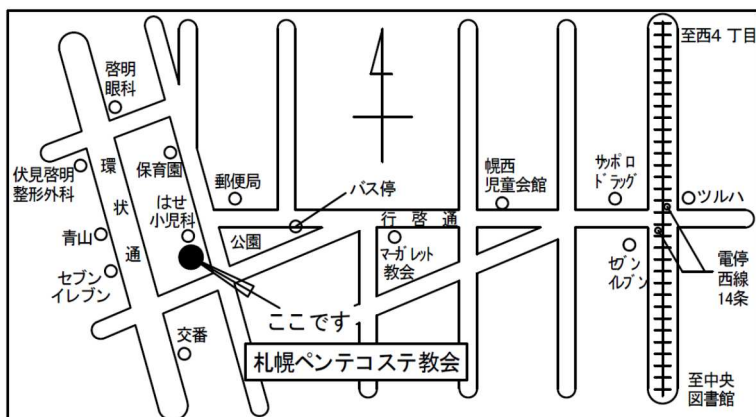 至西4 丁目
啓明
眼科
伏見啓明
整形外科
環
状
通
保育園
はせ
小児科
郵便局
バス停
幌西
児童会館
サッポロ
ドラッグ
ツルハ
行 啓 通
公園
青山
マーガレット
教会
セブン
イレブン
セブン
イレブン
電停
西線
14条
ここです
交番
札幌ペンテコステ教会
至中央
図書館